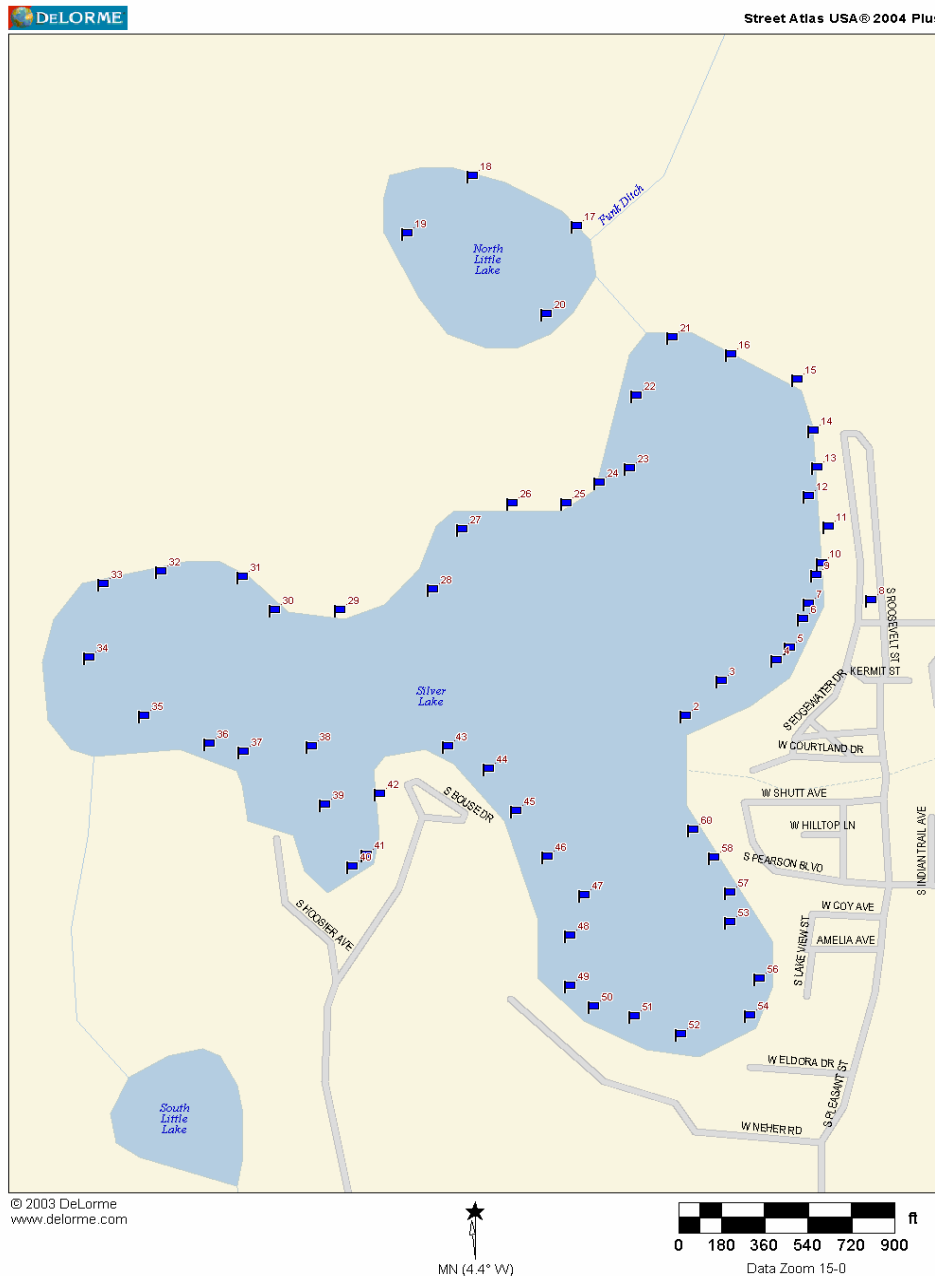 DELORME
Street Atlas USA® 2004 Plus
.18
.17
Funk Ditch
.19
North
Little
Lake
.20
.21
.16
.15
.22
.14
.13
.23
.24
.12
.26
.25
.11
.27
.10
.9
.32
.31
.33
.28
.8
.7
.30
.29
.6
S ROOSEVELT ST
.5
.34
.4
KERMIT ST
.3
Silver
Lake
S EDGEWATER DR
.35
.2
.36
.37
.38
.43
W COURTLAND DR
.44
.42
W SHUTT AVE
.39
S BOUSE DR
.45
.60
W HILLTOP LN
S INDIAN TRAIL AVE
.41
.40
.46
.58
S PEARSON BLVD
.47
.57
W COY AVE
.53
S HOOSIER AVE
.48
AMELIA AVE
S LAKE VIEW ST
.49
.56
.50
.51
.54
.52
W ELDORA DR
S PLEASANT ST
South
Little
Lake
W NEHER RD
© 2003 DeLorme
www.delorme.com
MN (4.4° W)
ft
0 180 360 540 720 900
Data Zoom 15-0